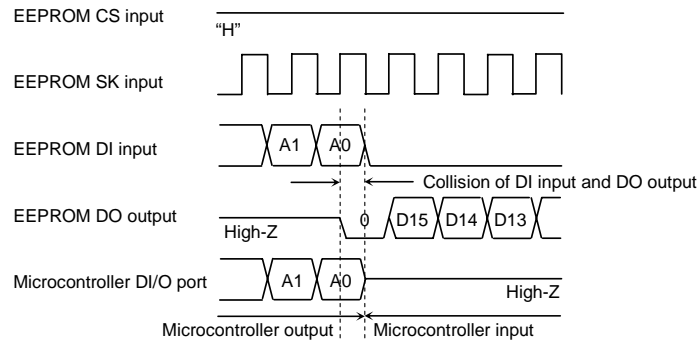 EEPROM CS input
“H”
EEPROM SK input
EEPROM DI input
A1 A0
Collision of DI input and DO output
EEPROM DO output
High-Z
0 D15 D14 D13
Microcontroller DI/O port
A1 A0
High-Z
Microcontroller output Microcontroller input